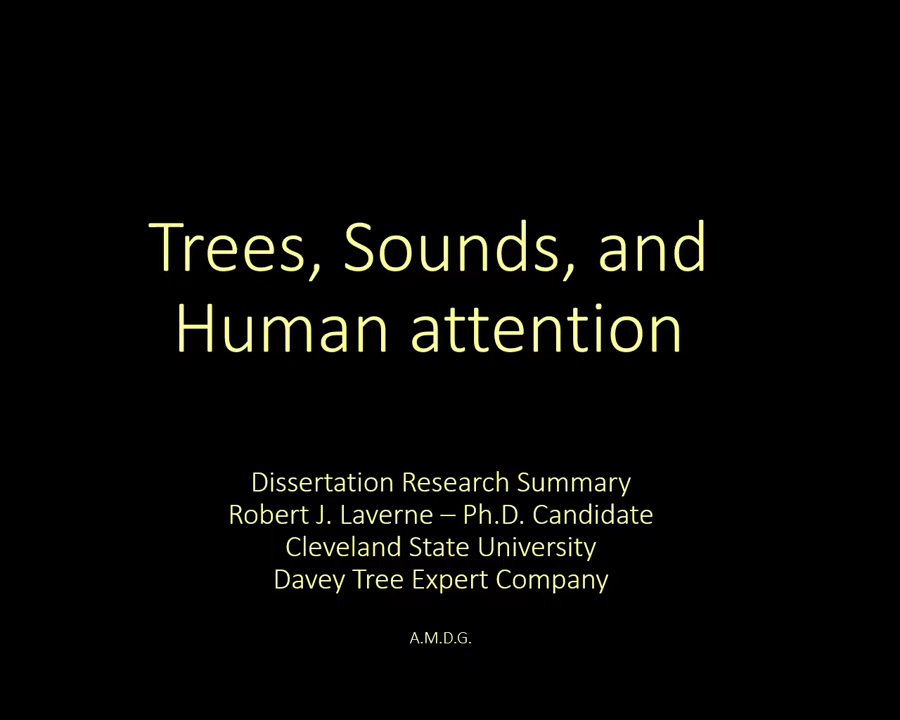 Trees, Sounds, and
Human attention
Dissertation Research Summary
Robert J. Laverne – Ph.D. Candidate
Cleveland State University
Davey Tree Expert Company
A.M.D.G.